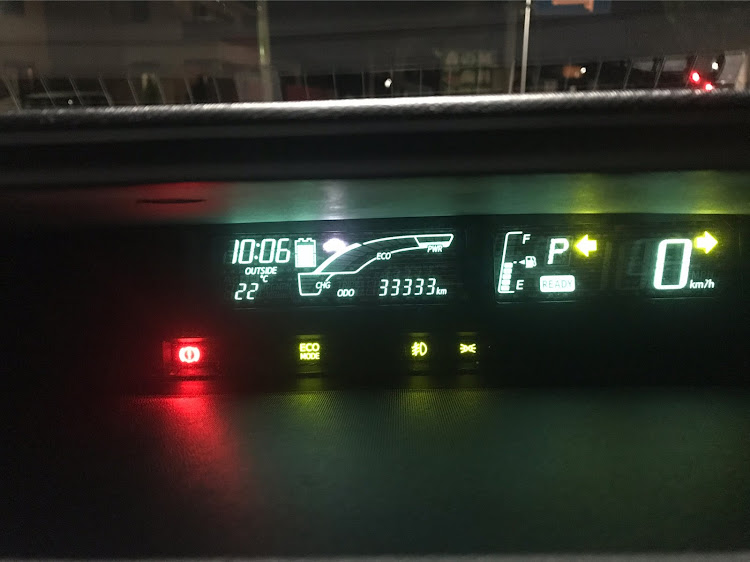 10:06
OUTSIDE
22 °C
CHG
ECO
PWR
ODO 33333 km
F
E
P
READY
0 km/h
ECO
MODE